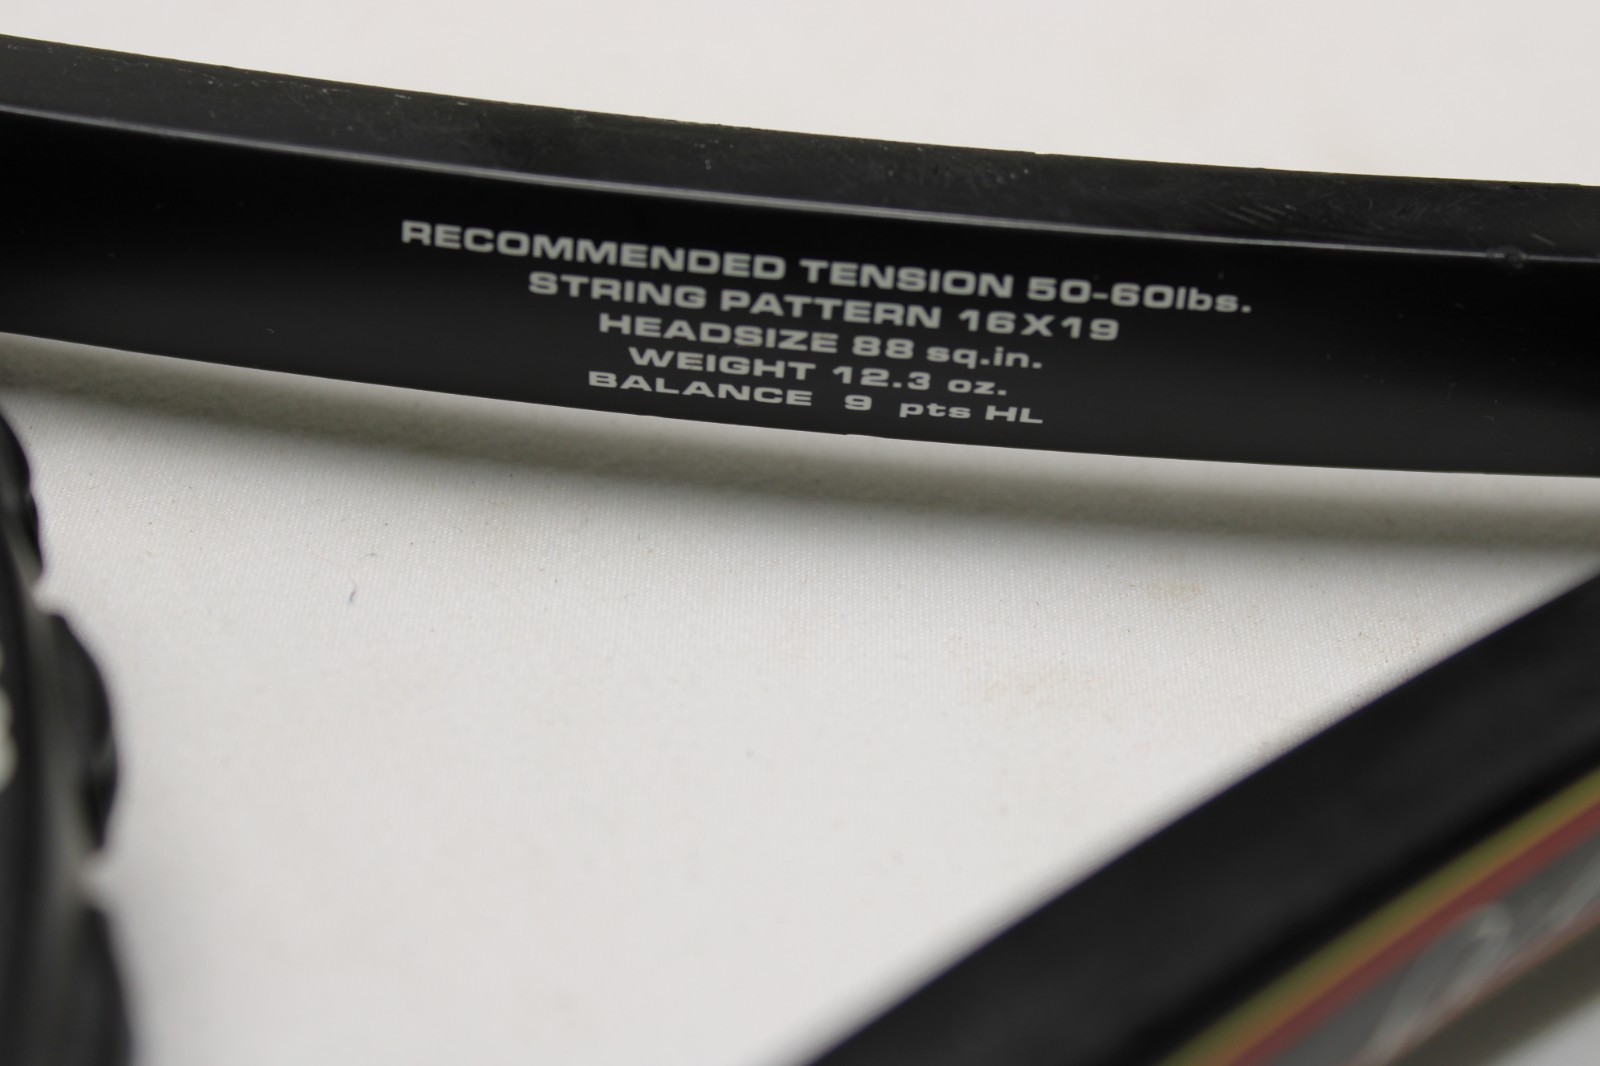 RECOMMENDED TENSION 50-60lbs.
STRING PATTERN 16X19
HEADSIZE 88 sq.in.
WEIGHT 12.3 oz.
BALANCE 9 pts HL